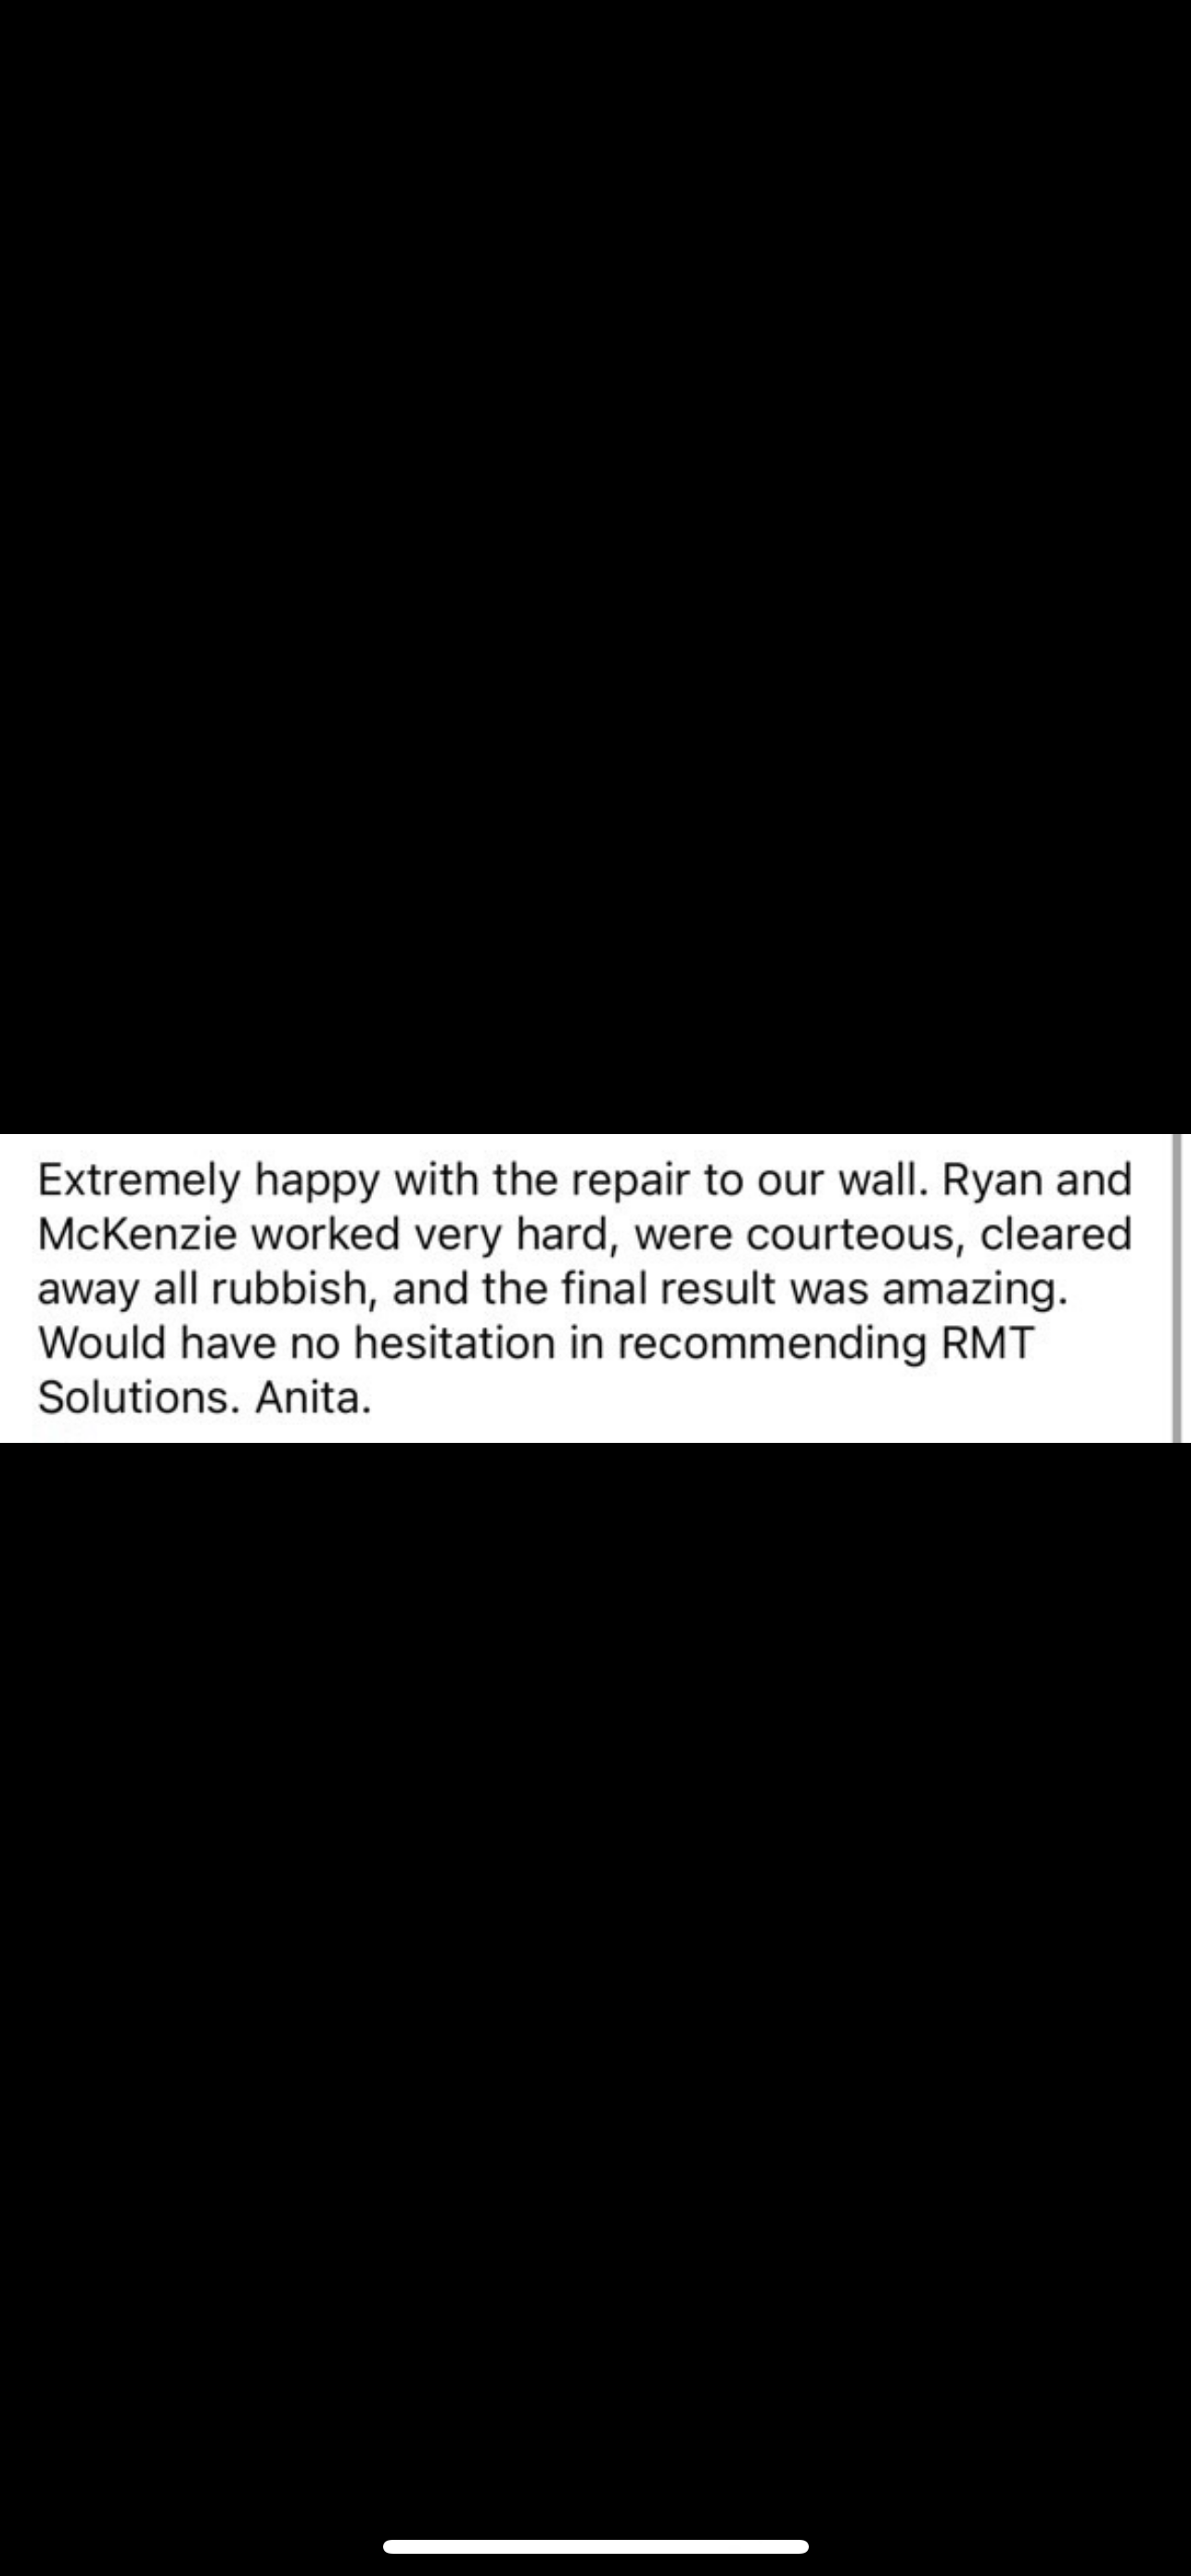 Extremely happy with the repair to our wall. Ryan and
McKenzie worked very hard, were courteous, cleared
away all rubbish, and the final result was amazing.
Would have no hesitation in recommending RMT
Solutions. Anita.